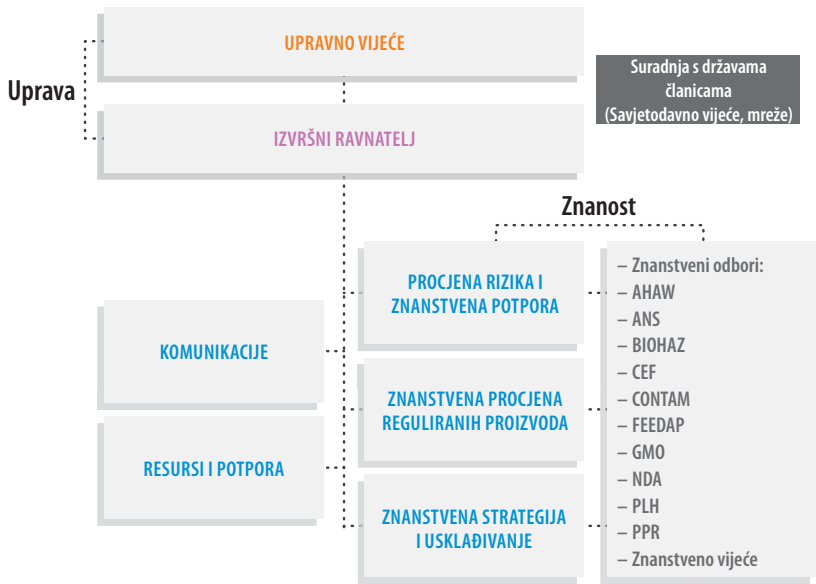 UPRAVNO VIJEĆE
Uprava
IZVRŠNI RAVNATELJ
Suradnja s državama
članicama
(Savjetodavno vijeće, mreže)
Znanost
PROCJENA RIZIKA I
ZNANSTVENA POTPORA
KOMUNIKACIJE
ZNANSTVENA PROCJENA
REGULIRANIH PROIZVODA
RESURSI I POTPORA
ZNANSTVENA STRATEGIJA
I USKLAĐIVANJE
– Znanstveni odbori:
– AHAW
– ANS
– BIOHAZ
– CEF
– CONTAM
– FEEDAP
– GMO
– NDA
– PLH
– PPR
– Znanstveno vijeće